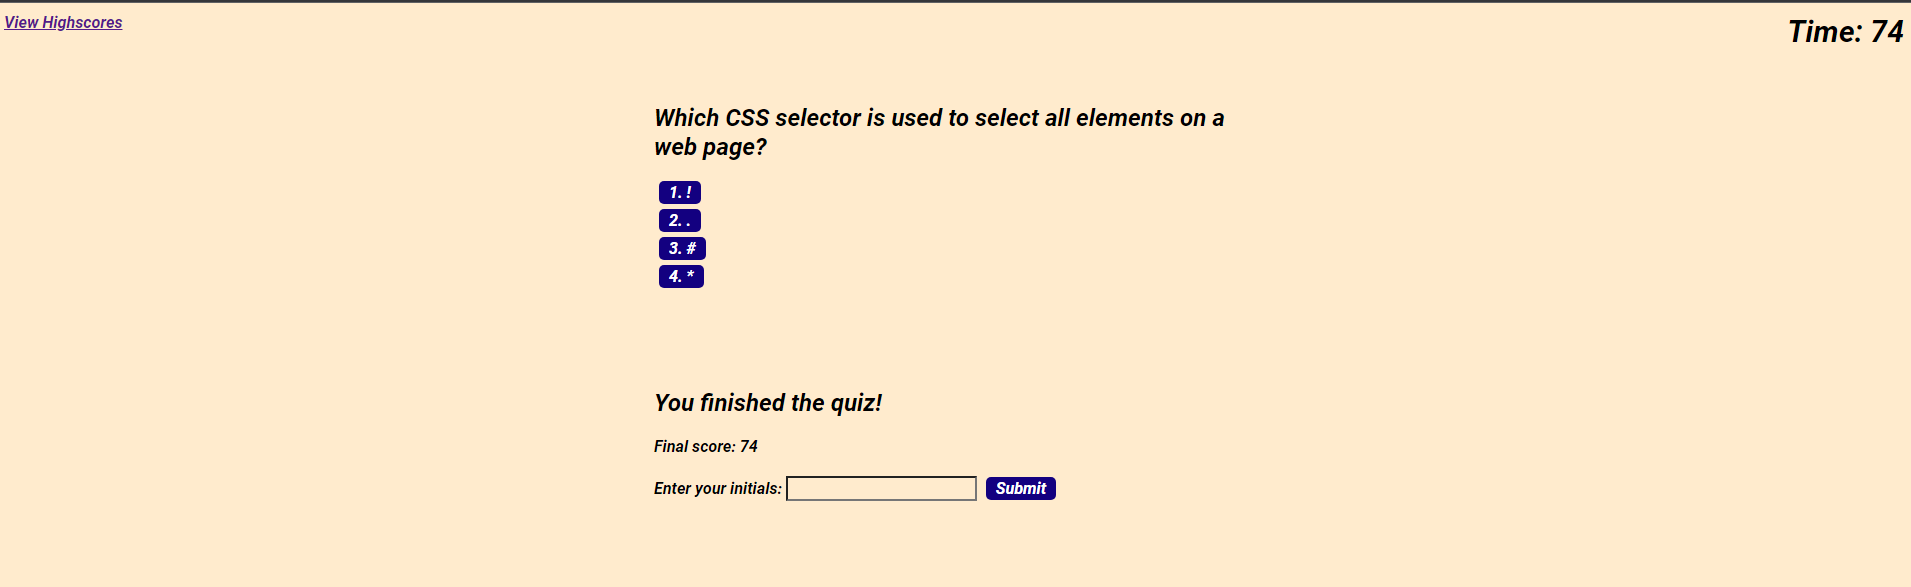 View Highscores
Time: 74
Which CSS selector is used to select all elements on a
web page?
1. !
2. .
3. #
4. *
You finished the quiz!
Final score: 74
Enter your initials: Submit